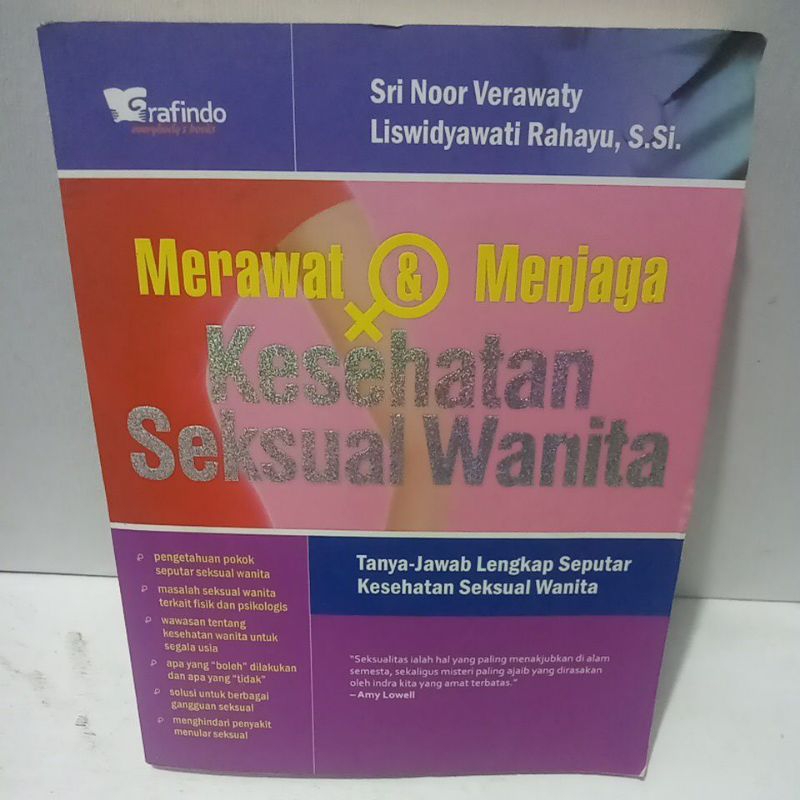 Grafindo
everybody's books
Sri Noor Verawaty
Liswidyawati Rahayu, S.Si.
Merawat & Menjaga
Kesehatan
Seksual Wanita
pengetahuan pokok
seputar seksual wanita
masalah seksual wanita
terkait fisik dan psikologis
wawasan tentang
kesehatan wanita untuk
segala usia
apa yang "boleh" dilakukan
dan apa yang "tidak"
solusi untuk berbagai
gangguan seksual
menghindari penyakit
menular seksual
Tanya-Jawab Lengkap Seputar
Kesehatan Seksual Wanita
"Seksualitas ialah hal yang paling menakjubkan di alam
semesta, sekaligus misteri paling ajaib yang dirasakan
oleh indra kita yang amat terbatas."
—Amy Lowell